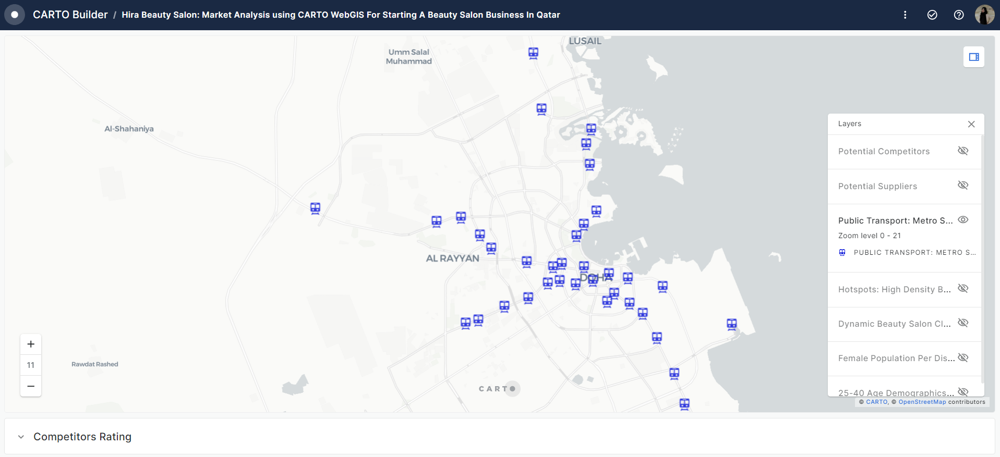 CARTO Builder / Hira Beauty Salon: Market Analysis using CARTO WebGIS For Starting A Beauty Salon Business In Qatar
LUSAIL
Umm Salal
Muhammad
Al-Shahaniya
AL RAYYAN
DOHA
Rawdat Rashed
+
11
−
CARTO
Layers
Potential Competitors
Potential Suppliers
Public Transport: Metro S...
Zoom level 0 - 21
PUBLIC TRANSPORT: METRO S...
Hotspots: High Density B...
Dynamic Beauty Salon Cl...
Female Population Per Dis...
25-40 Age Demographics...
© CARTO, © OpenStreetMap contributors
Competitors Rating